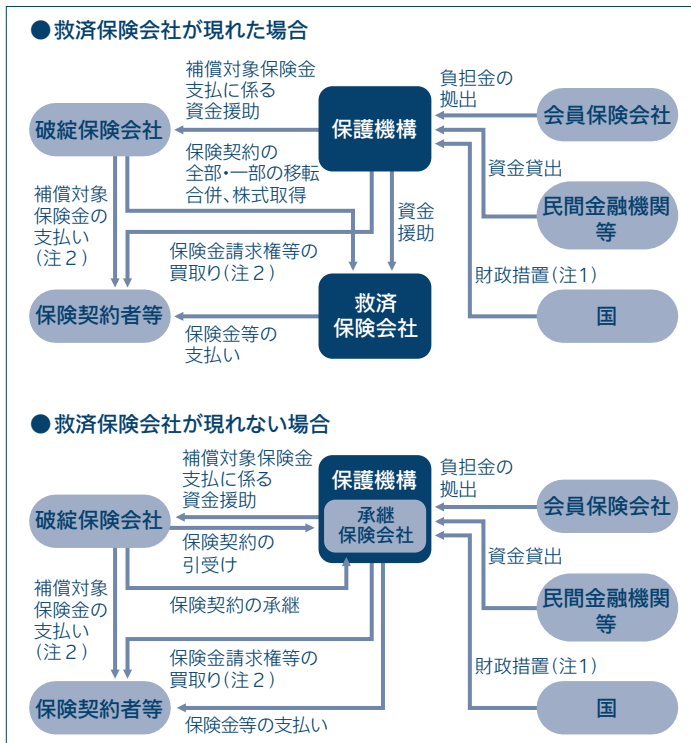 ●救済保険会社が現れた場合
補償対象保険金
支払に係る
資金援助
負担金の
拠出
破綻保険会社
保護機構
会員保険会社
保険契約の
全部・一部の移転
合併、株式取得
資金貸出
補償対象
保険金の
支払い
(注2)
資金
援助
民間金融機関
等
保険金請求権等の
買取り(注2)
財政措置(注1)
保険契約者等
救済
保険会社
国
保険金等の
支払い
●救済保険会社が現れない場合
補償対象保険金
支払に係る
資金援助
保護機構
負担金の
拠出
破綻保険会社
承継
保険会社
会員保険会社
保険契約の
引受け
資金貸出
補償対象
保険金の
支払い
(注2)
保険契約の承継
民間金融機関
等
保険金請求権等の
買取り(注2)
財政措置(注1)
保険契約者等
国
保険金等の支払い